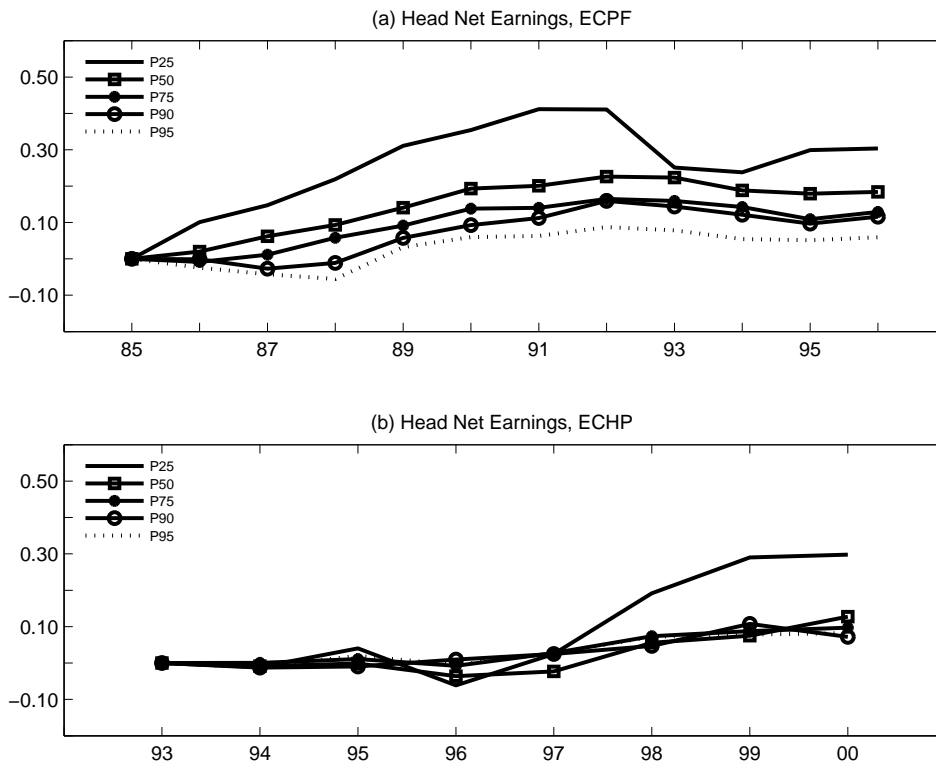 (a) Head Net Earnings, ECPF
P25
P50
P75
P90
P95
0.50
0.30
0.10
−0.10
85 87 89 91 93 95
(b) Head Net Earnings, ECHP
P25
P50
P75
P90
P95
0.50
0.30
0.10
−0.10
93 94 95 96 97 98 99 00